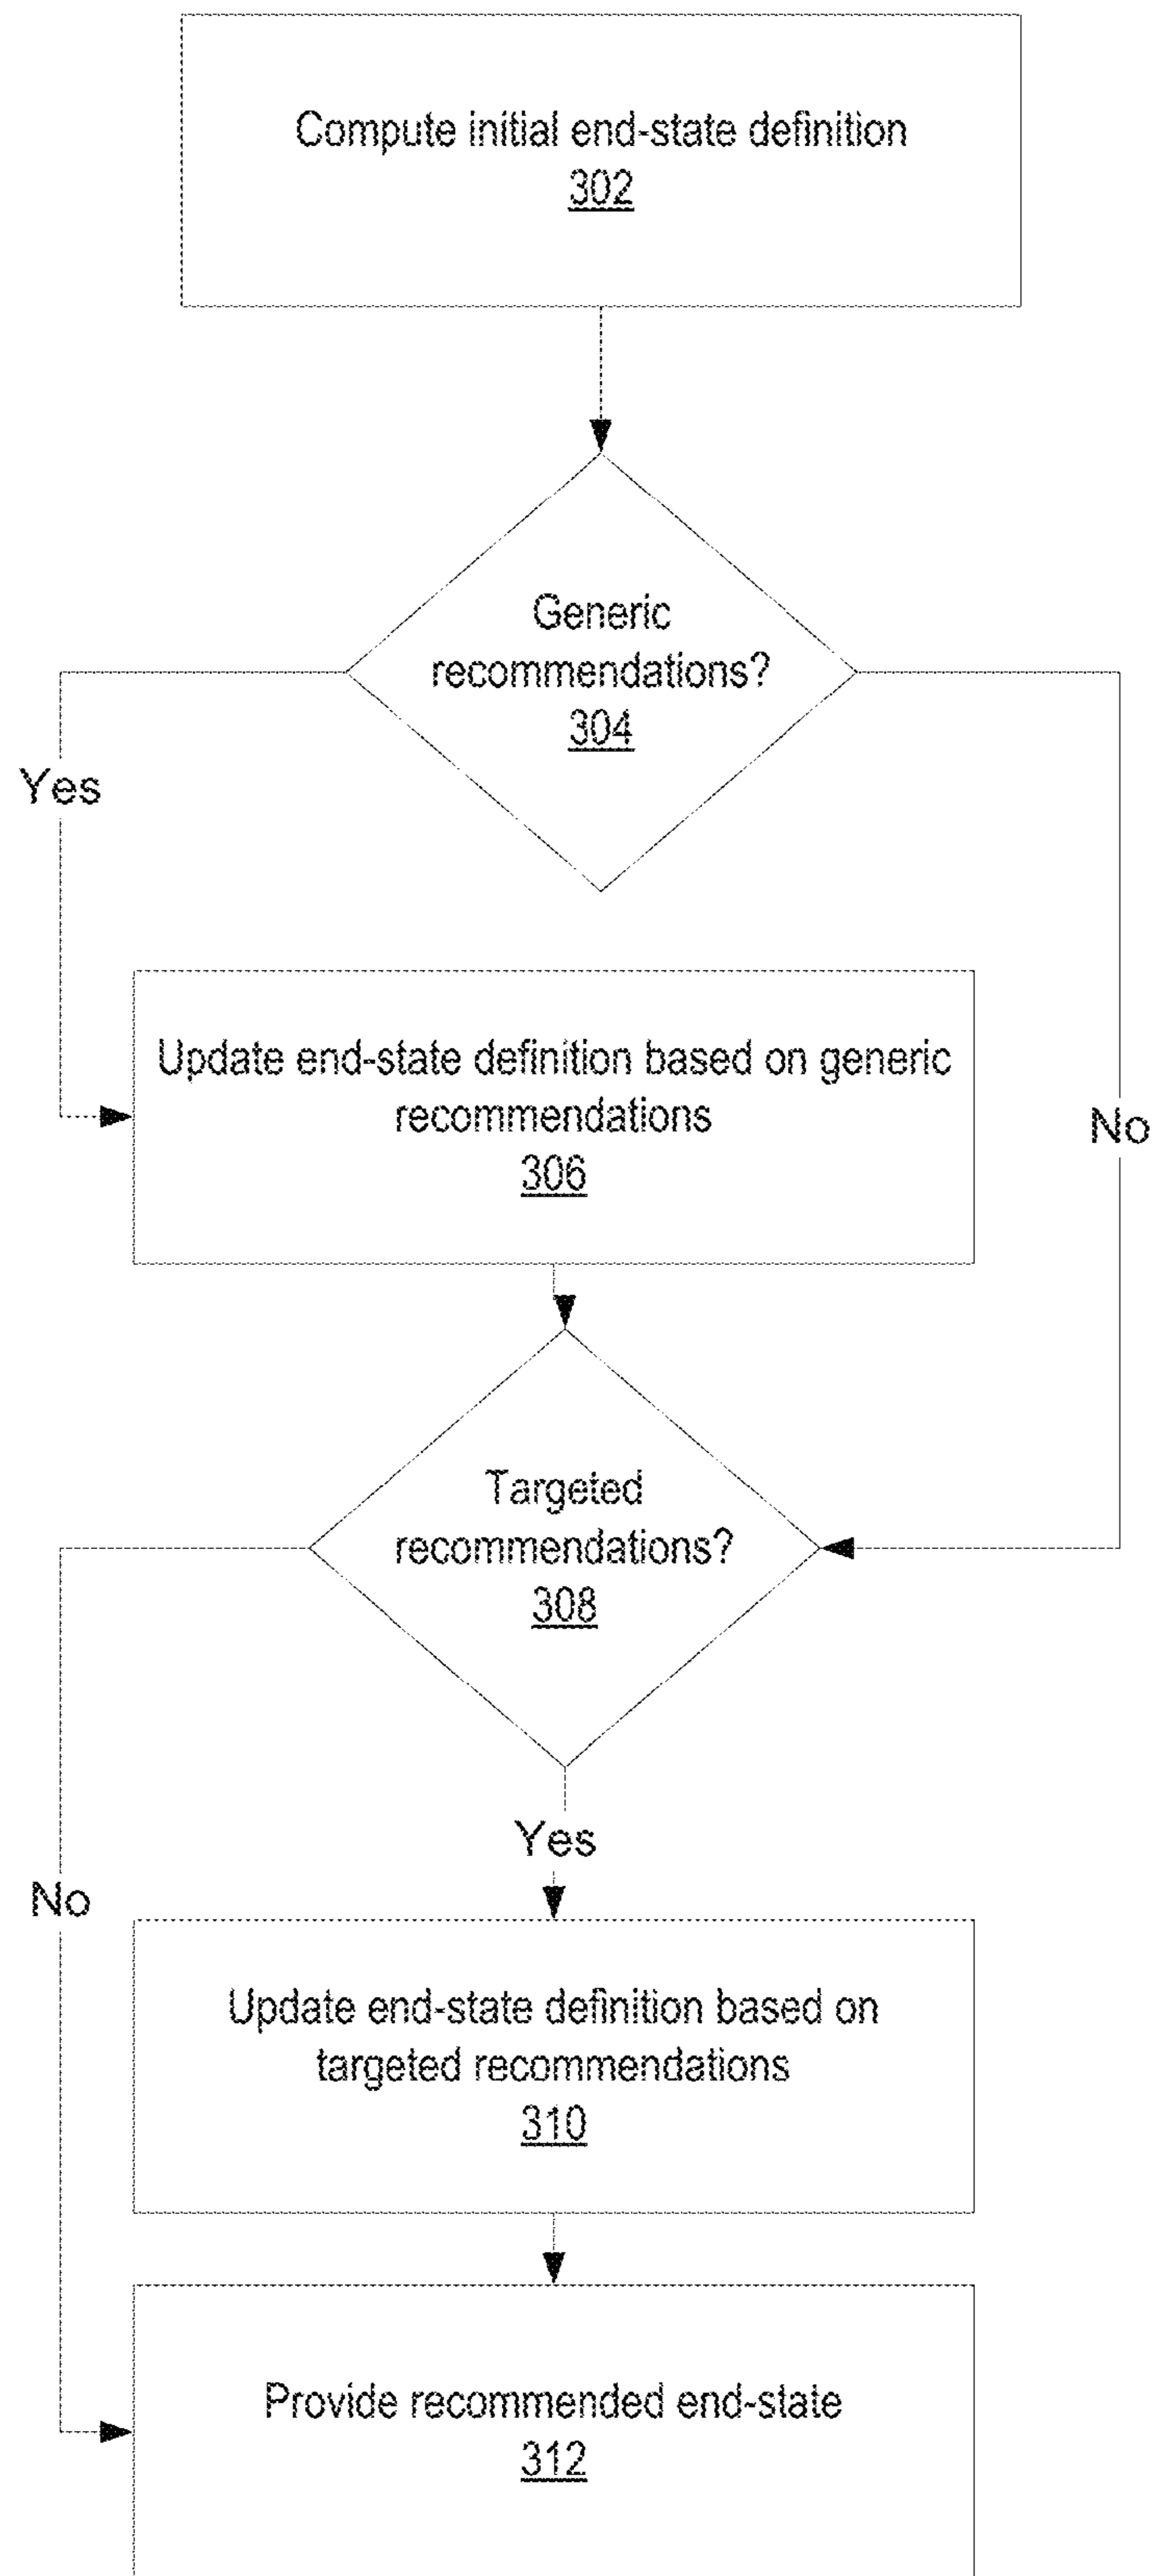 Compute initial end-state definition
302
Generic
recommendations?
304
Yes
Update end-state definition based on generic
recommendations
306
No
Targeted
recommendations?
308
Yes
No
Update end-state definition based on
targeted recommendations
310
Provide recommended end-state
312